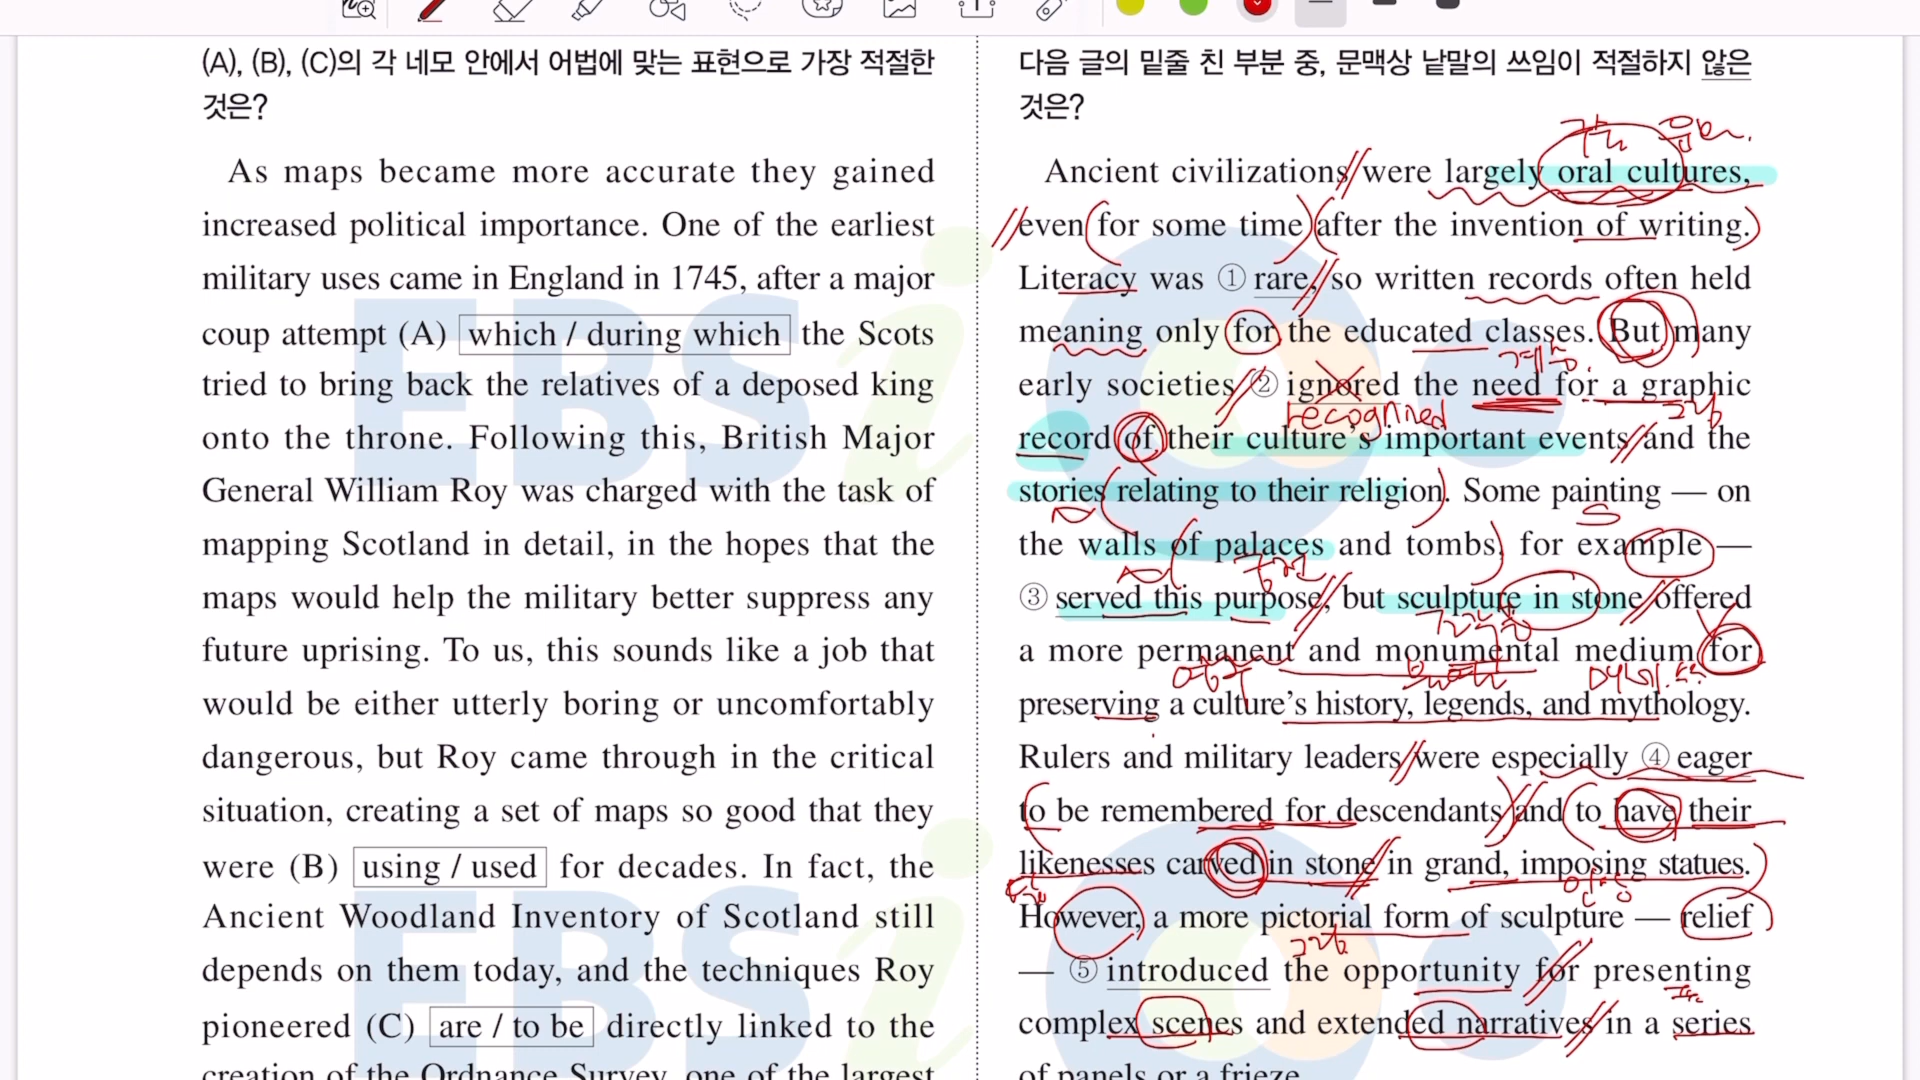 (A), (B), (C)의 각 네모 안에서 어법에 맞는 표현으로 가장 적절한
것은?
As maps became more accurate they gained
increased political importance. One of the earliest
military uses came in England in 1745, after a major
coup attempt (A) which / during which the Scots
tried to bring back the relatives of a deposed king
onto the throne. Following this, British Major
General William Roy was charged with the task of
mapping Scotland in detail, in the hopes that the
maps would help the military better suppress any
future uprising. To us, this sounds like a job that
would be either utterly boring or uncomfortably
dangerous, but Roy came through in the critical
situation, creating a set of maps so good that they
were (B) using / used for decades. In fact, the
Ancient Woodland Inventory of Scotland still
depends on them today, and the techniques Roy
pioneered (C) are / to be directly linked to the
creation of the Ordnance Survey, one of the largest
다음 글의 밑줄 친 부분 중, 문맥상 낱말의 쓰임이 적절하지 않은
것은?
Ancient civilizations were largely oral cultures,
even for some time after the invention of writing.
Literacy was ① rare, so written records often held
meaning only for the educated classes. But many
early societies ② ignored the need for a graphic
recognized
record of their culture's important events and the
stories relating to their religion. Some painting — on
S
the walls of palaces and tombs, for example —
③ served this purpose, but sculpture in stone offered
a more permanent and monumental medium for
preserving a culture's history, legends, and mythology.
Rulers and military leaders were especially ④ eager
to be remembered for descendants and to have their
likenesses carved in stone in grand, imposing statues.
However, a more pictorial form of sculpture — relief
— ⑤ introduced the opportunity for presenting
complex scenes and extended narratives in a series
of panels or a frieze.